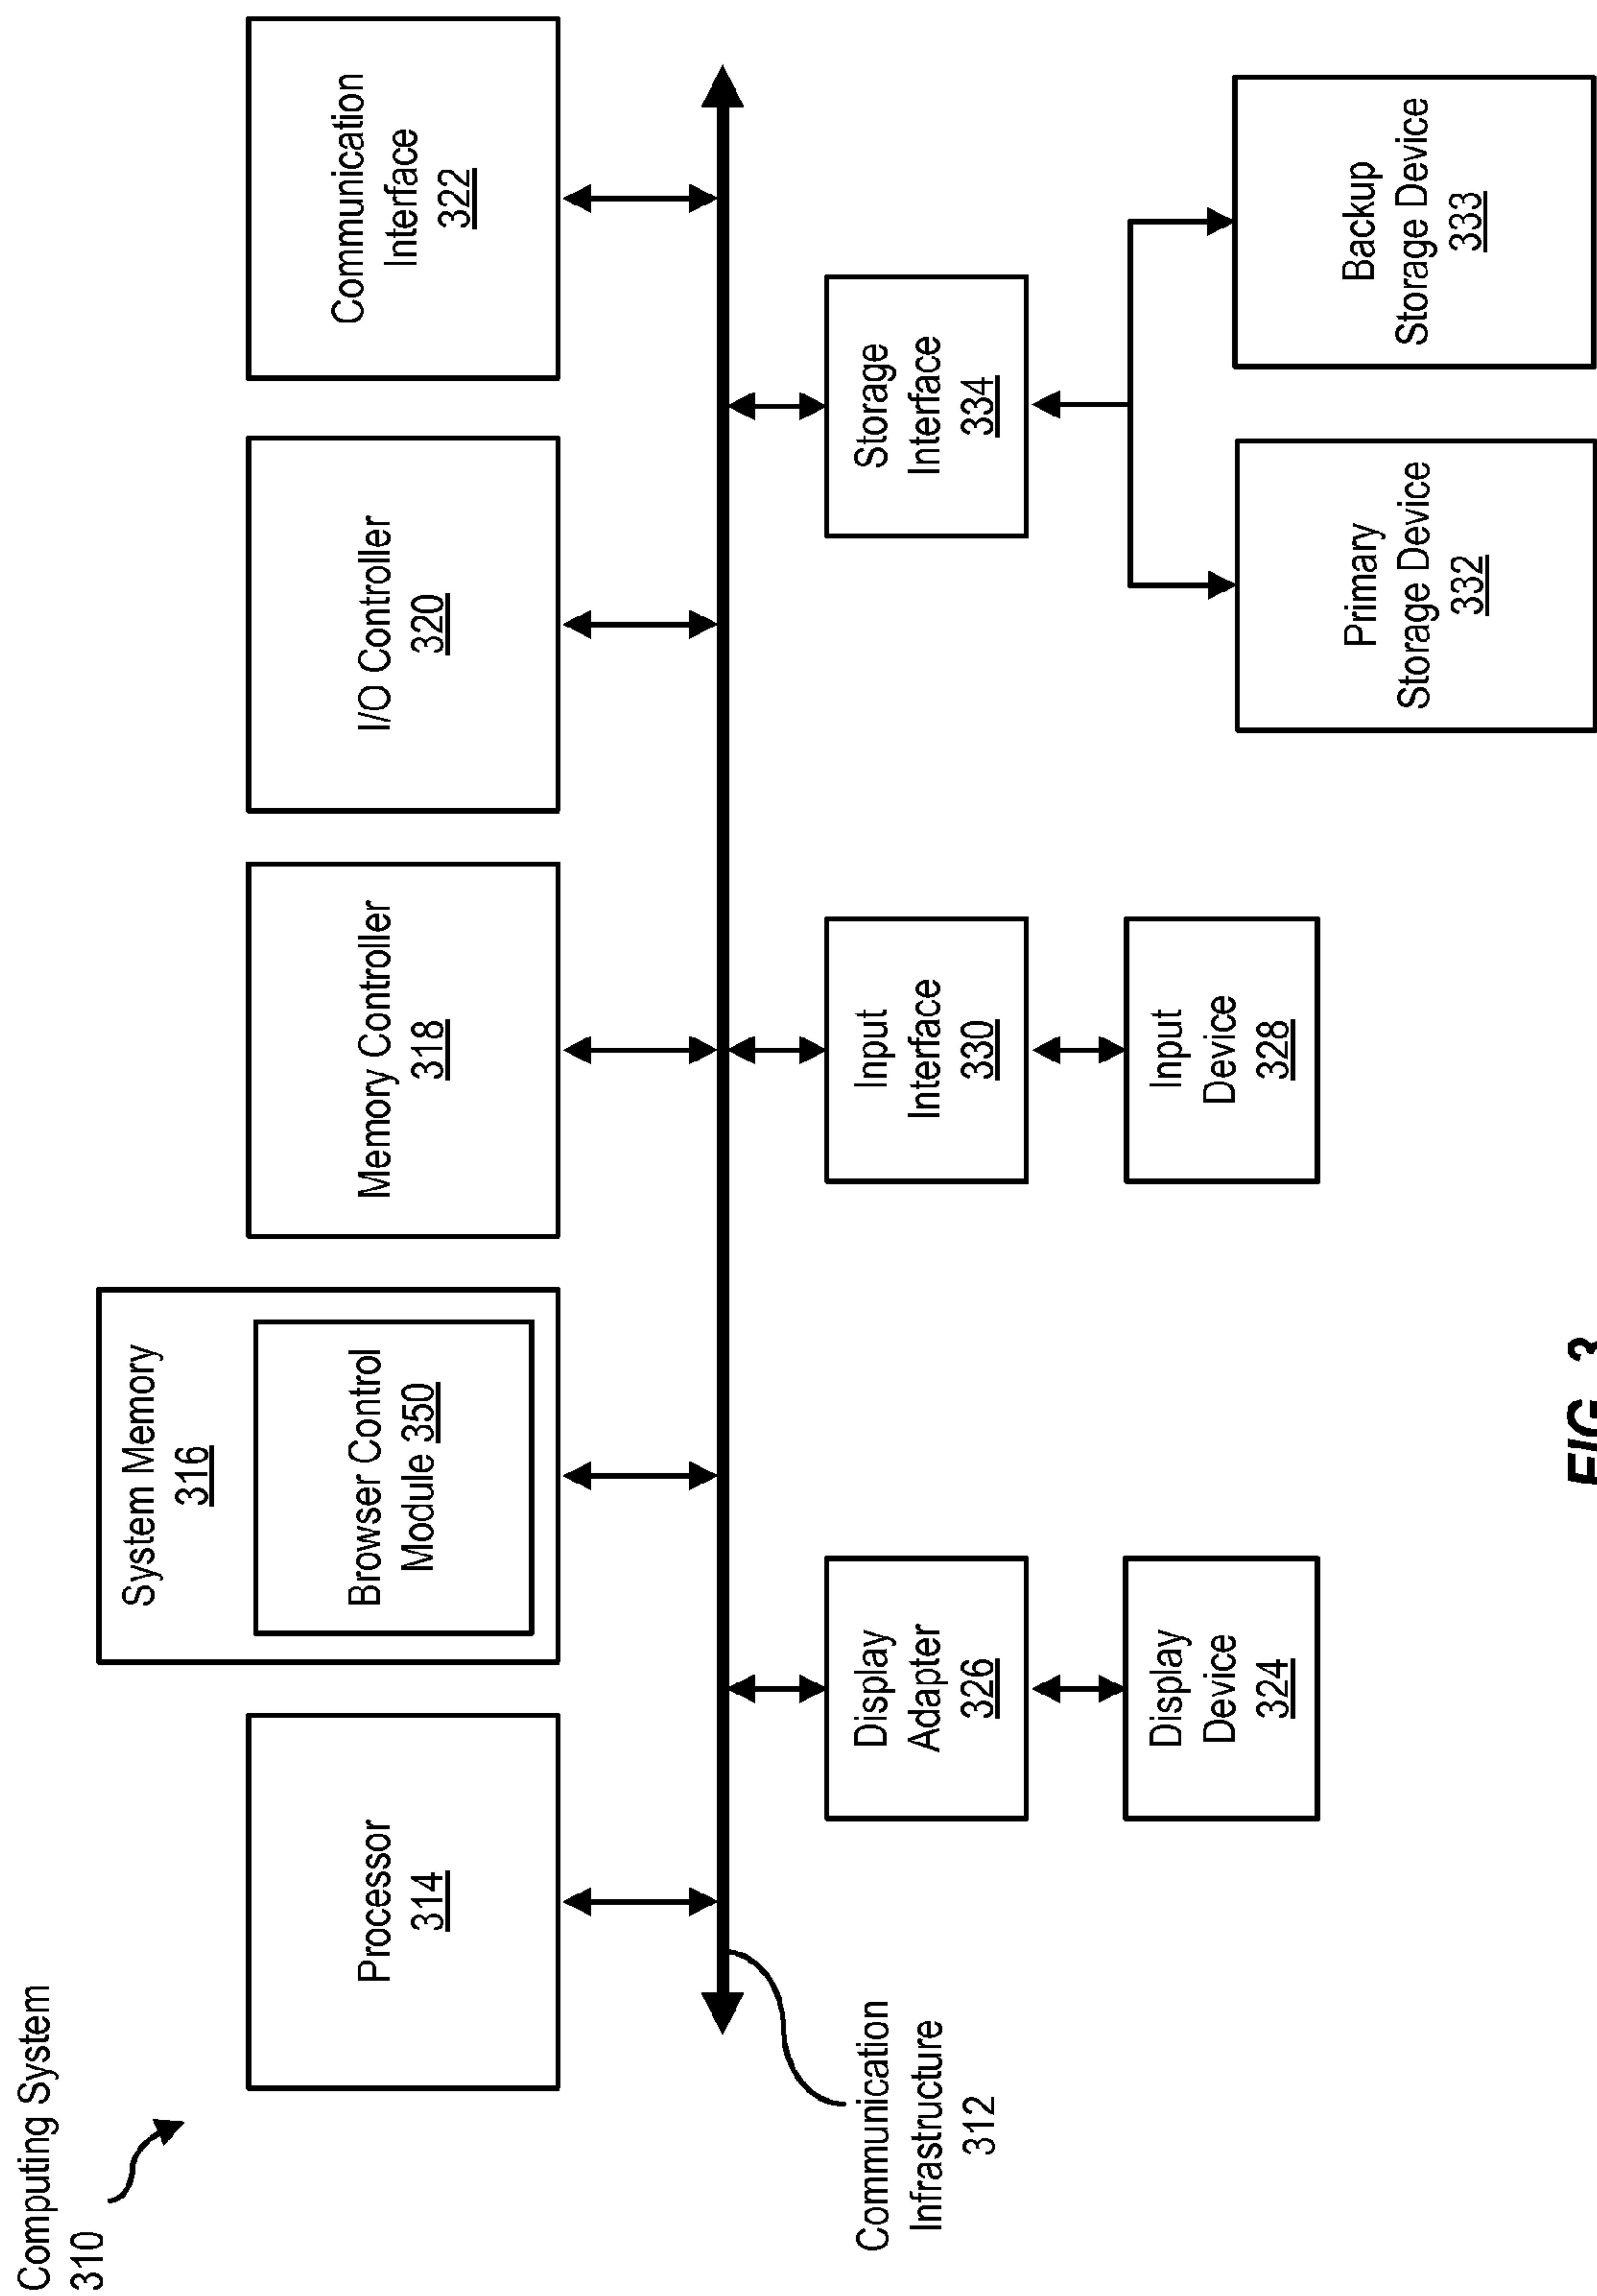 Computing System
310
Processor
314
System Memory
316
Browser Control
Module 350
Memory Controller
318
I/O Controller
320
Communication
Interface
322
Communication
Infrastructure
312
Display
Adapter
326
Input
Interface
330
Storage
Interface
334
Display
Device
324
Input
Device
328
Primary
Storage Device
332
Backup
Storage Device
333
FIG. 3